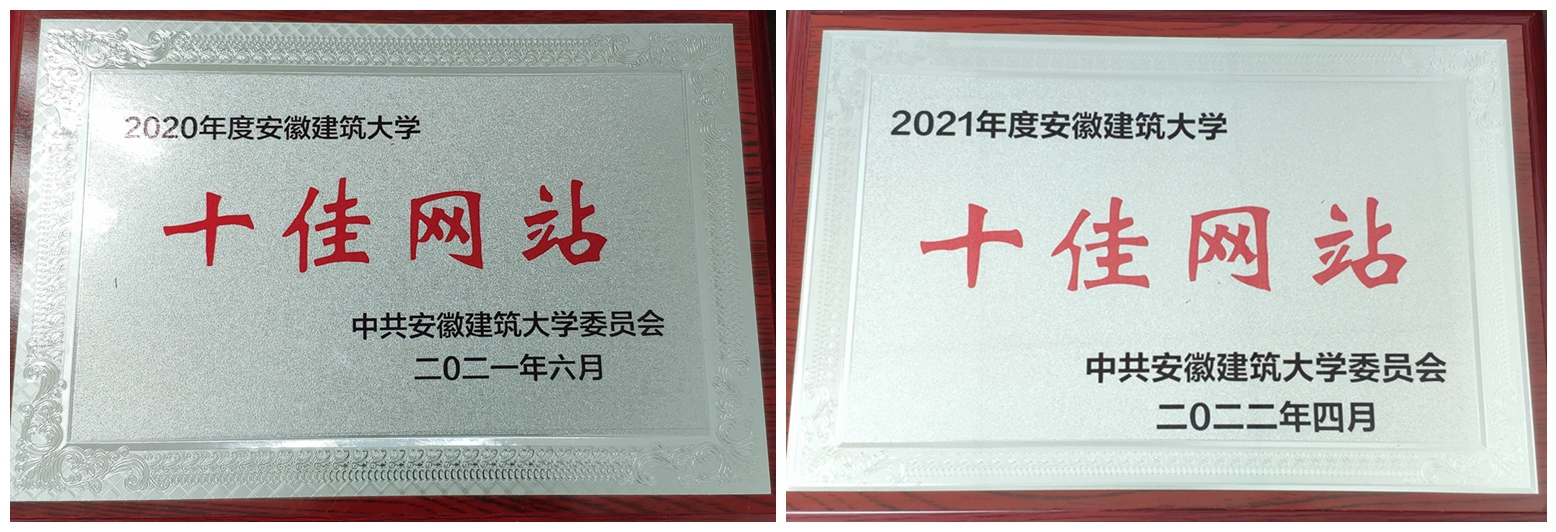 2020年度安徽建筑大学
十佳网站
中共安徽建筑大学委员会
二0二一年六月
2021年度安徽建筑大学
十佳网站
中共安徽建筑大学委员会
二0二二年四月